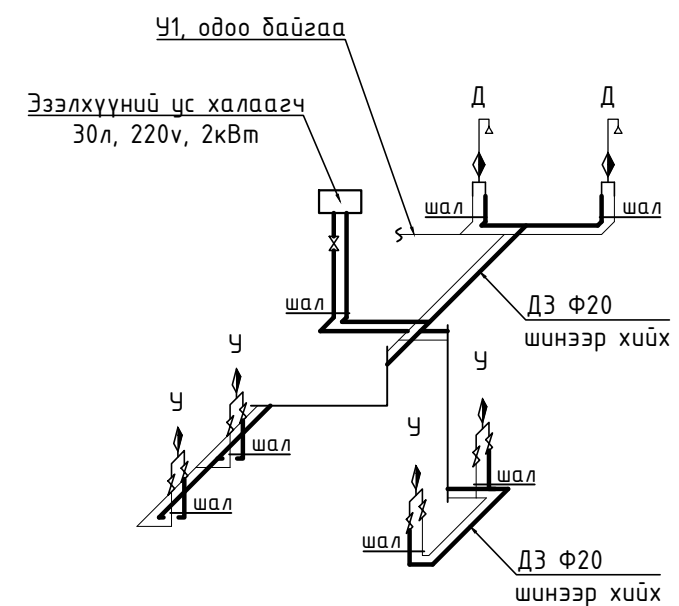 У1, одоо байгаа
Эзэлхүүний ус халаагч
30л, 220v, 2кВт
Д
Д
шал
шал
шал
ДЗ Ф20
шинээр хийх
У
У
У
У
шал
шал
шал
шал
ДЗ Ф20
шинээр хийх